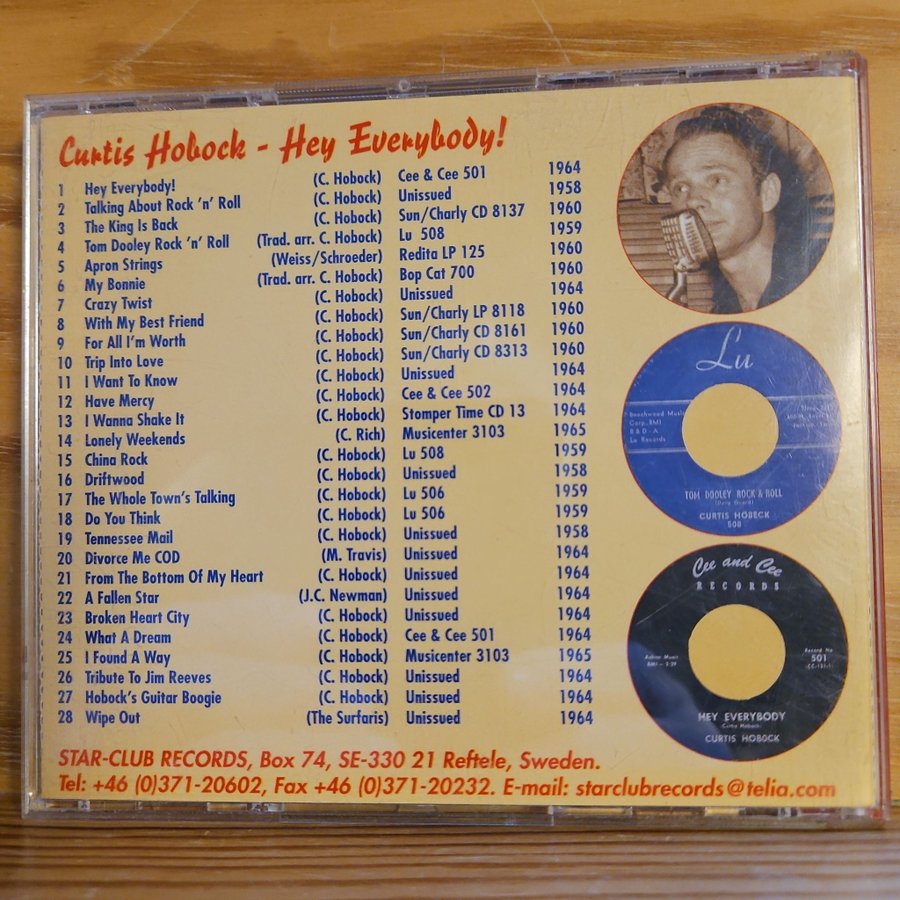 Curtis Hobock - Hey Everybody!
1 Hey Everybody! (C. Hobock) Cee & Cee 501 1964
2 Talking About Rock 'n' Roll (C. Hobock) Unissued 1958
3 The King Is Back (C. Hobock) Sun/Charly CD 8137 1960
4 Tom Dooley Rock 'n' Roll (Trad. arr. C. Hobock) Lu 508 1959
5 Apron Strings (Weiss/Schroeder) Redita LP 125 1960
6 My Bonnie (Trad. arr. C. Hobock) Bop Cat 700 1960
7 Crazy Twist (C. Hobock) Unissued 1964
8 With My Best Friend (C. Hobock) Sun/Charly LP 8118 1960
9 For All I'm Worth (C. Hobock) Sun/Charly CD 8161 1960
10 Trip Into Love (C. Hobock) Sun/Charly CD 8313 1960
11 I Want To Know (C. Hobock) Unissued 1964
12 Have Mercy (C. Hobock) Cee & Cee 502 1964
13 I Wanna Shake It (C. Hobock) Stomper Time CD 13 1964
14 Lonely Weekends (C. Rich) Musicenter 3103 1965
15 China Rock (C. Hobock) Lu 508 1959
16 Driftwood (C. Hobock) Unissued 1958
17 The Whole Town's Talking (C. Hobock) Lu 506 1959
18 Do You Think (C. Hobock) Lu 506 1959
19 Tennessee Mail (C. Hobock) Unissued 1958
20 Divorce Me COD (M. Travis) Unissued 1964
21 From The Bottom Of My Heart (C. Hobock) Unissued 1964
22 A Fallen Star (J.C. Newman) Unissued 1964
23 Broken Heart City (C. Hobock) Unissued 1964
24 What A Dream (C. Hobock) Cee & Cee 501 1964
25 I Found A Way (C. Hobock) Musicenter 3103 1965
26 Tribute To Jim Reeves (C. Hobock) Unissued 1964
27 Hobock's Guitar Boogie (C. Hobock) Unissued 1964
28 Wipe Out (The Surfaris) Unissued 1964
Lu
Beechwood Music
Corp. BMI
Lu Records
TOM DOOLEY ROCK & ROLL
CURTIS HOBECK
508
Cee and Cee
RECORDS
Record No
501
HEY EVERYBODY
CURTIS HOBOCK
STAR-CLUB RECORDS, Box 74, SE-330 21 Reftele, Sweden.
Tel: +46 (0)371-20602, Fax +46 (0)371-20232. E-mail: starclubrecords@telia.com